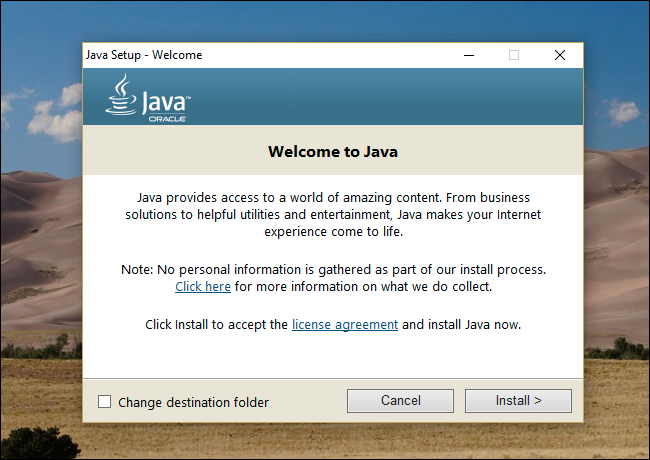 Java Setup - Welcome
Java™
ORACLE®
Welcome to Java
Java provides access to a world of amazing content. From business
solutions to helpful utilities and entertainment, Java makes your Internet
experience come to life.
Note: No personal information is gathered as part of our install process.
Click here for more information on what we do collect.
Click Install to accept the license agreement and install Java now.
Change destination folder
Cancel
Install >